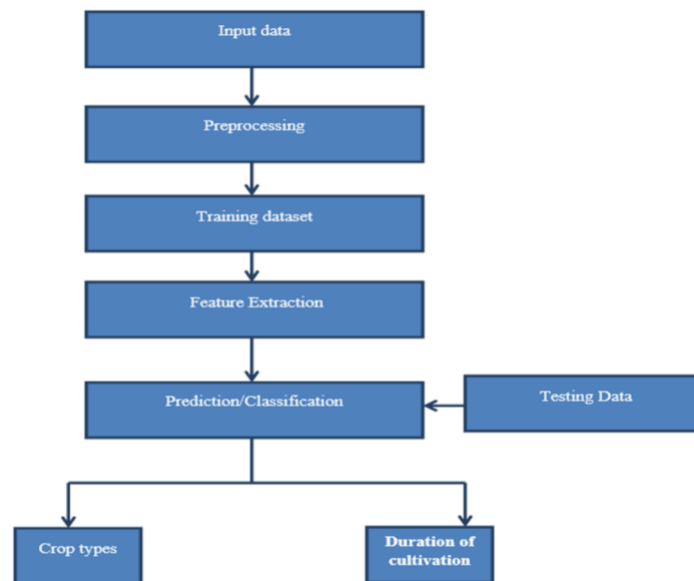 Input data
Preprocessing
Training dataset
Feature Extraction
Prediction/Classification
Testing Data
Crop types
Duration of
cultivation